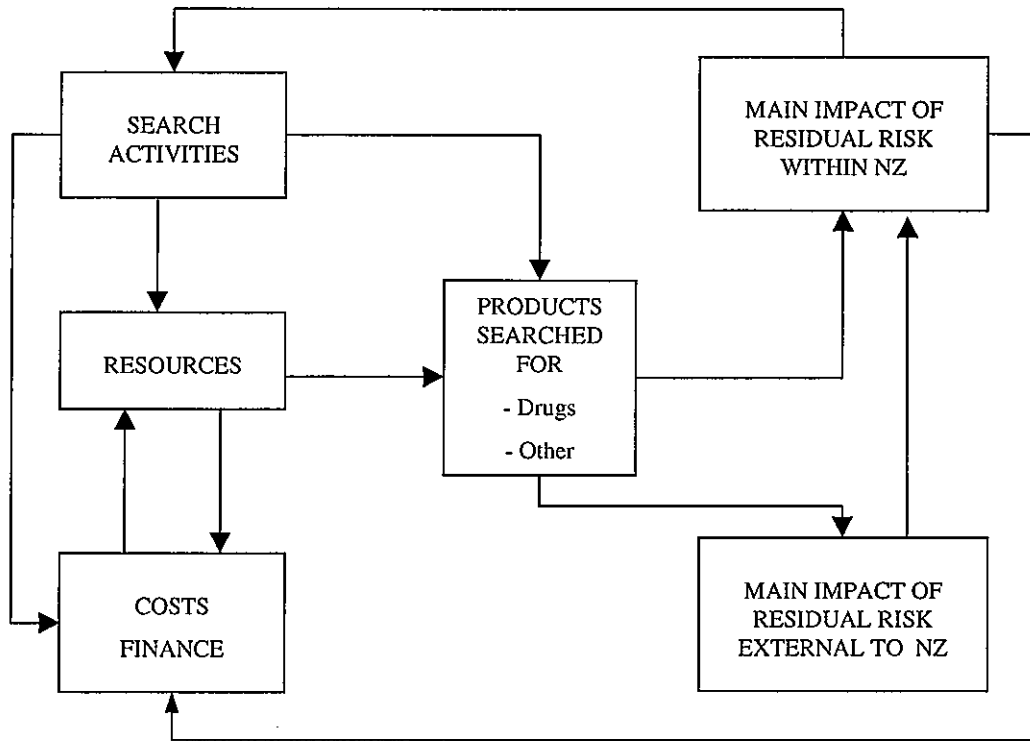 SEARCH
ACTIVITIES
MAIN IMPACT OF
RESIDUAL RISK
WITHIN NZ
RESOURCES
PRODUCTS
SEARCHED
FOR
- Drugs
- Other
COSTS
FINANCE
MAIN IMPACT OF
RESIDUAL RISK
EXTERNAL TO NZ